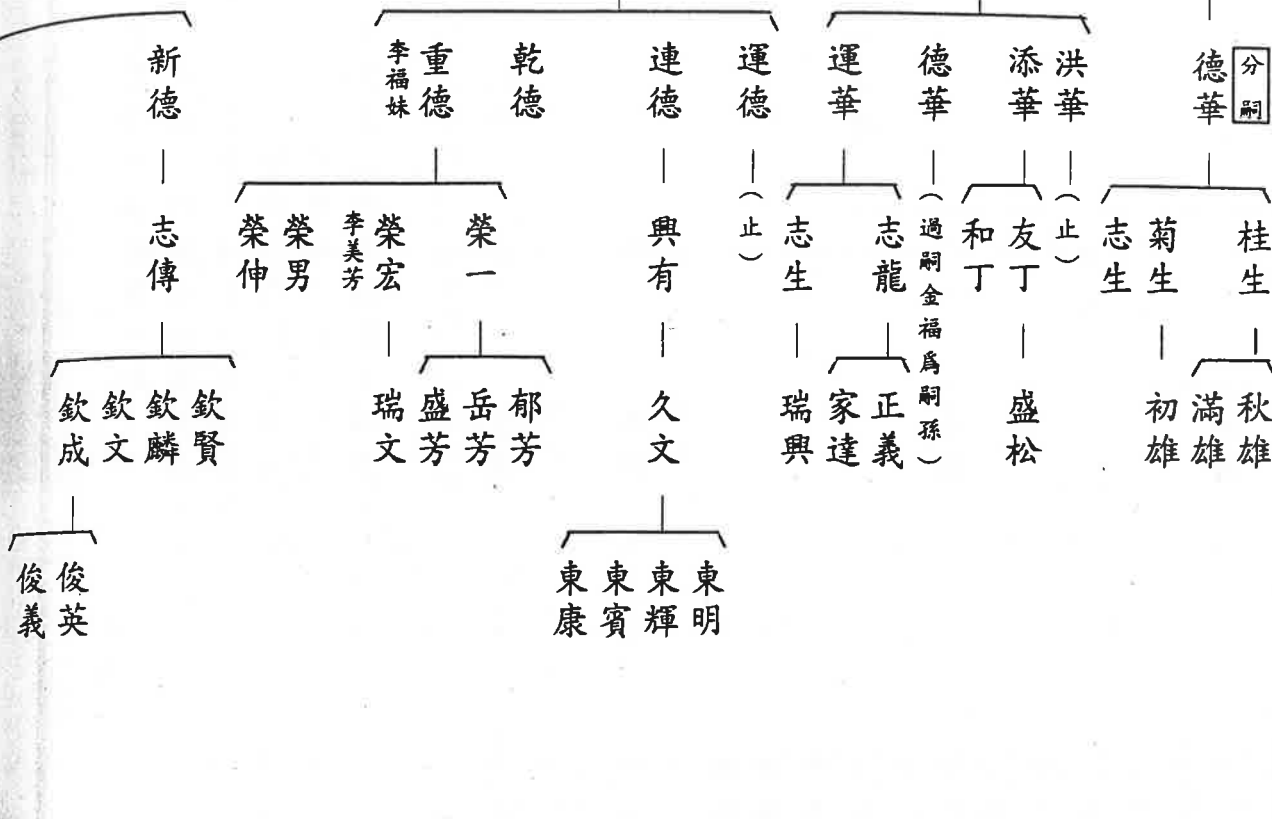 分嗣
德華
洪華
添華
德華
運華
運德
連德
乾德
重德
李福妹
新德
桂生
菊生
志生
（止）
友丁
和丁
（過嗣金福爲嗣孫）
志龍
志生
（止）
興有
榮一
榮宏
李美芳
榮男
榮伸
志傳
秋雄
滿雄
初雄
盛松
正義
家達
瑞興
久文
郁芳
岳芳
盛芳
瑞文
欽賢
欽麟
欽文
欽成
東明
東輝
東賓
東康
俊英
俊義